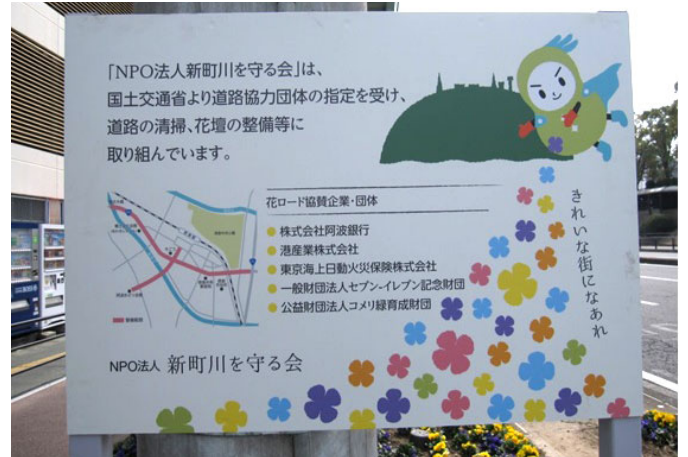 「NPO法人新町川を守る会」は、
国土交通省より道路協力団体の指定を受け、
道路の清掃、花壇の整備等に
取り組んでいます。
花ロード協賛企業・団体
株式会社阿波銀行
港産業株式会社
東京海上日動火災保険株式会社
一般財団法人セブン-イレブン記念財団
公益財団法人コメリ緑育成財団
きれいな街になあれ
NPO法人 新町川を守る会